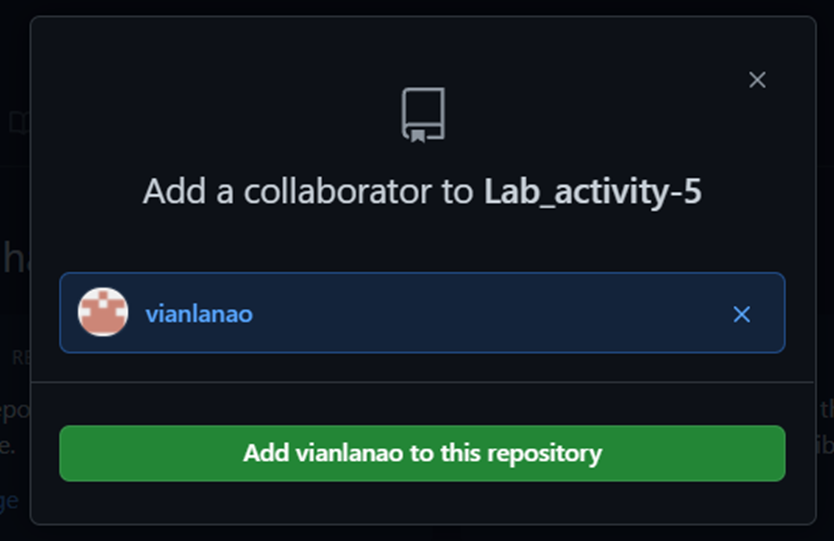 Add a collaborator to Lab_activity-5
vianlanao
Add vianlanao to this repository